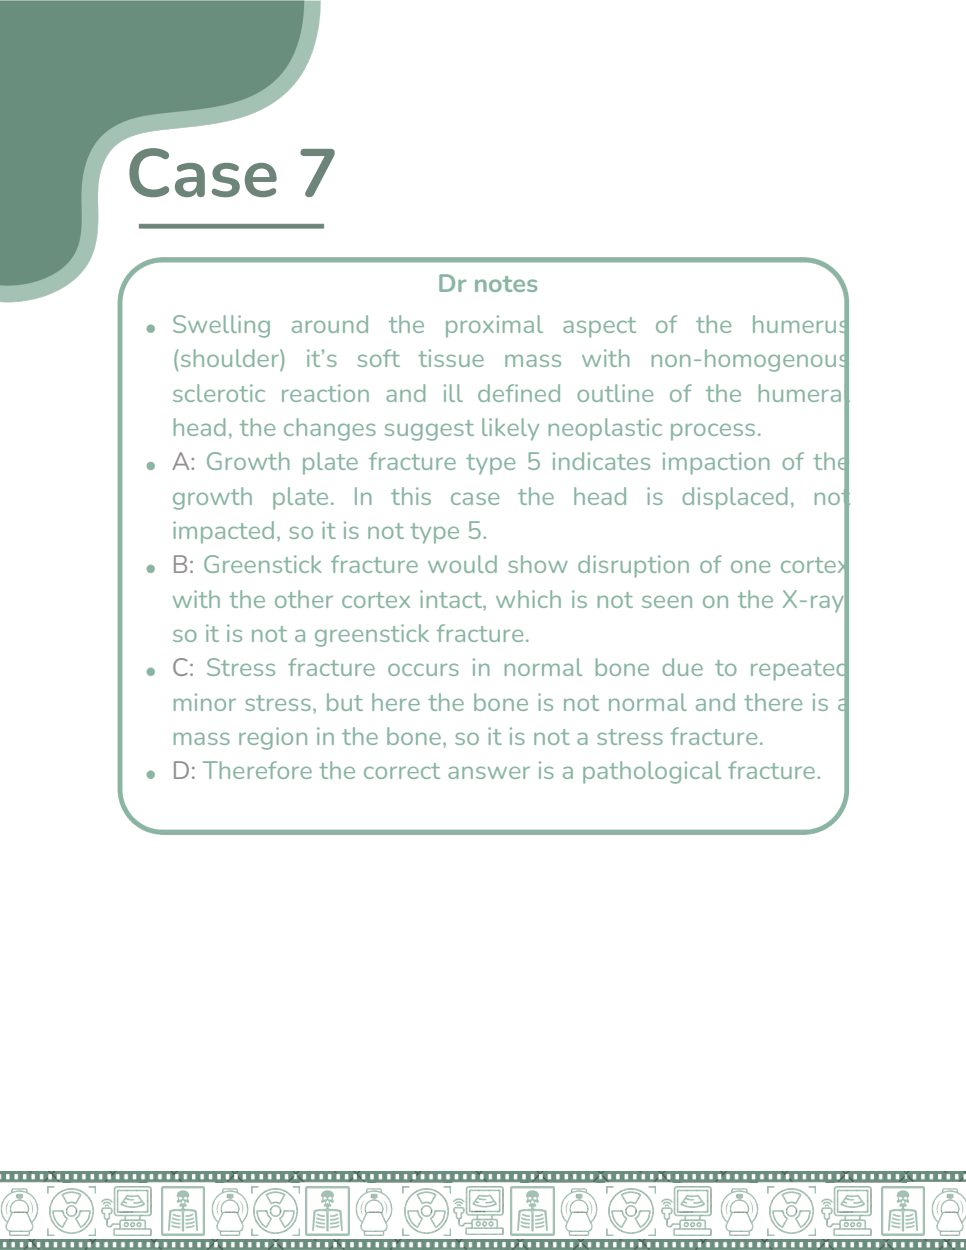 Case 7
Dr notes
• Swelling around the proximal aspect of the humerus
(shoulder) it's soft tissue mass with non-homogenous
sclerotic reaction and ill defined outline of the humeral
head, the changes suggest likely neoplastic process.
• A: Growth plate fracture type 5 indicates impaction of the
growth plate. In this case the head is displaced, not
impacted, so it is not type 5.
• B: Greenstick fracture would show disruption of one cortex
with the other cortex intact, which is not seen on the X-ray,
so it is not a greenstick fracture.
• C: Stress fracture occurs in normal bone due to repeated
minor stress, but here the bone is not normal and there is a
mass region in the bone, so it is not a stress fracture.
• D: Therefore the correct answer is a pathological fracture.